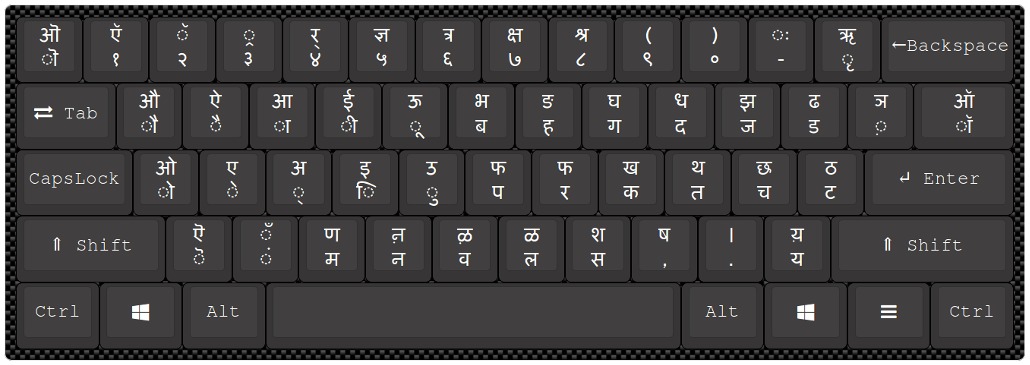 ऒ ऍ ॅ ्र र् ज्ञ त्र क्ष श्र ( ) ः ऋ
←Backspace
ॊ १ २ ३ ४ ५ ६ ७ ८ ९ ० - ृ
औ ऐ आ ई ऊ भ ङ घ ध झ ढ ञ ऑ
⇄ Tab
ौ ै ा ी ू ब ह ग द ज ड ़ ॉ
ओ ए अ इ उ फ फ ख थ छ ठ
CapsLock ↵ Enter
ो े ् ि ु प र क त च ट
ऎ ँ ण ऩ ऴ ळ श ष । य़
⇑ Shift ⇑ Shift
ॆ ं म न व ल स , . य
Ctrl Alt Alt Ctrl